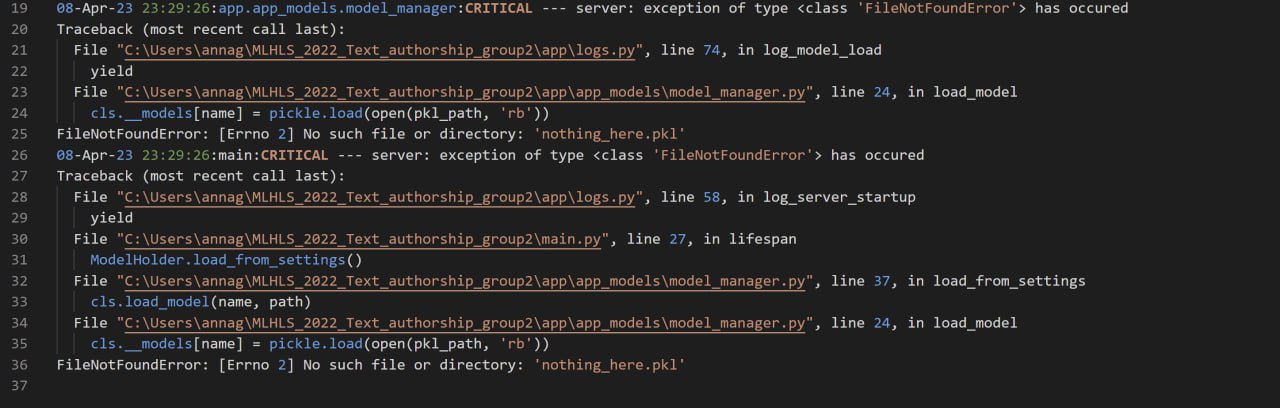 19 08-Apr-23 23:29:26:app.app_models.model_manager:CRITICAL --- server: exception of type <class 'FileNotFoundError'> has occured
20 Traceback (most recent call last):
21   File "C:\Users\annag\MLHLS_2022_Text_authorship_group2\app\logs.py", line 74, in log_model_load
22     yield
23   File "C:\Users\annag\MLHLS_2022_Text_authorship_group2\app\app_models\model_manager.py", line 24, in load_model
24     cls.__models[name] = pickle.load(open(pkl_path, 'rb'))
25 FileNotFoundError: [Errno 2] No such file or directory: 'nothing_here.pkl'
26 08-Apr-23 23:29:26:main:CRITICAL --- server: exception of type <class 'FileNotFoundError'> has occured
27 Traceback (most recent call last):
28   File "C:\Users\annag\MLHLS_2022_Text_authorship_group2\app\logs.py", line 58, in log_server_startup
29     yield
30   File "C:\Users\annag\MLHLS_2022_Text_authorship_group2\main.py", line 27, in lifespan
31     ModelHolder.load_from_settings()
32   File "C:\Users\annag\MLHLS_2022_Text_authorship_group2\app\app_models\model_manager.py", line 37, in load_from_settings
33     cls.load_model(name, path)
34   File "C:\Users\annag\MLHLS_2022_Text_authorship_group2\app\app_models\model_manager.py", line 24, in load_model
35     cls.__models[name] = pickle.load(open(pkl_path, 'rb'))
36 FileNotFoundError: [Errno 2] No such file or directory: 'nothing_here.pkl'
37